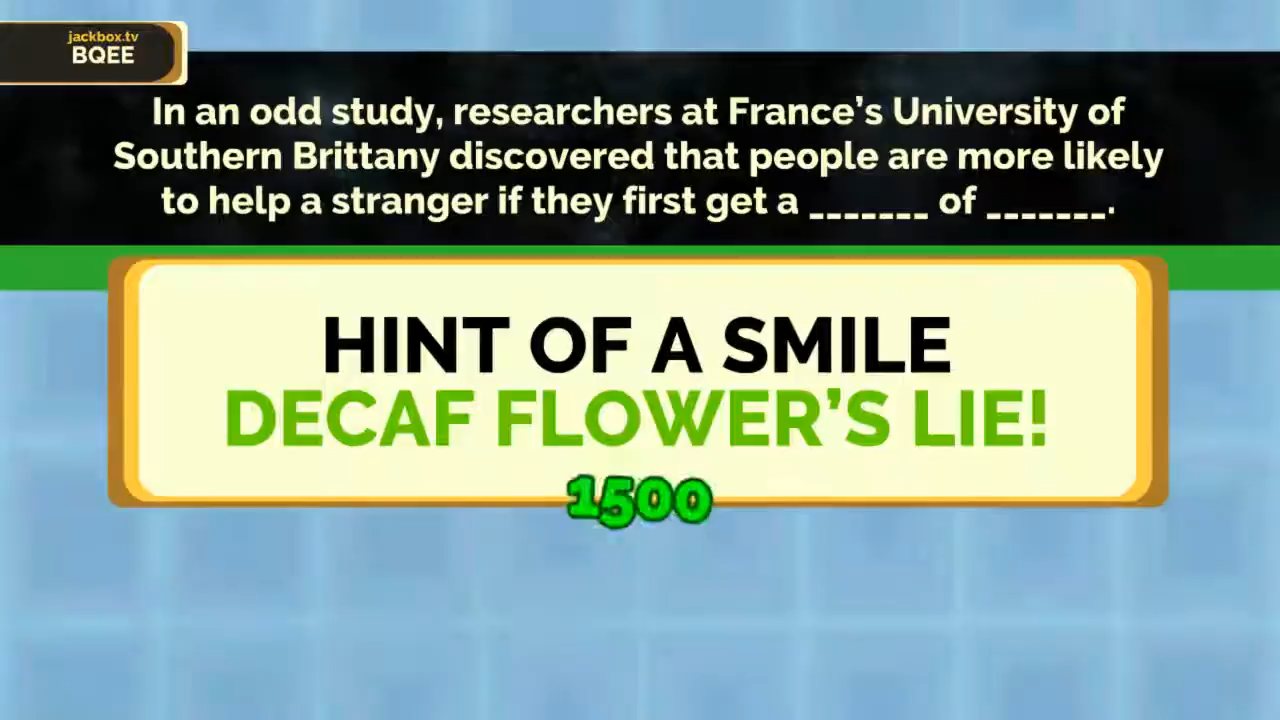 jackbox.tv
BQEE
In an odd study, researchers at France's University of
Southern Brittany discovered that people are more likely
to help a stranger if they first get a _______ of _______.
HINT OF A SMILE
DECAF FLOWER'S LIE!
1500